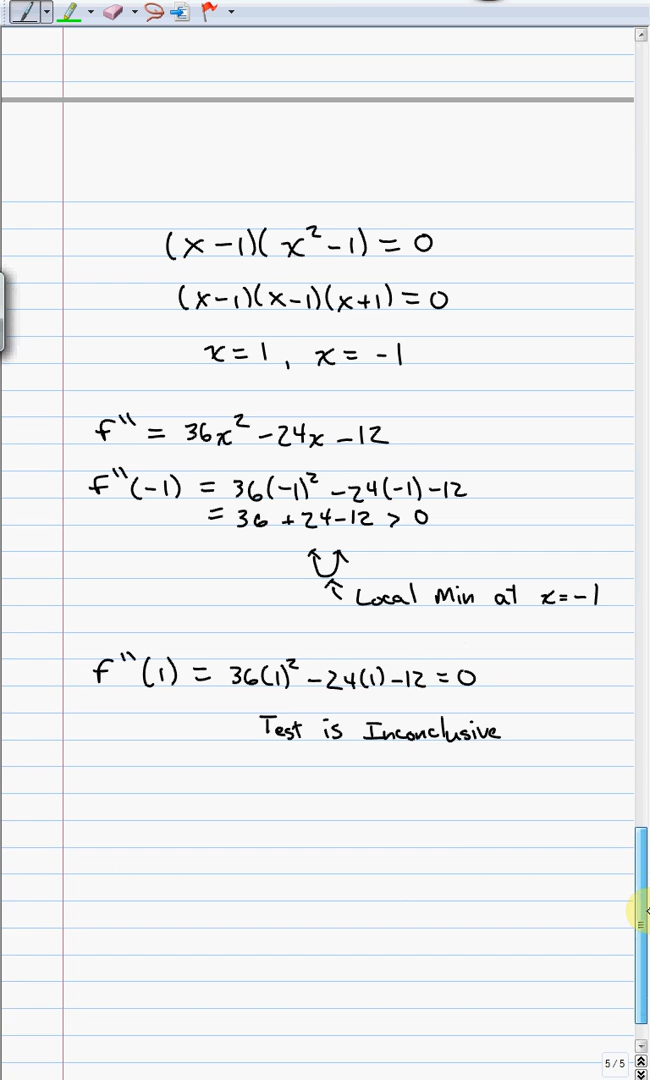 (x-1)(x²-1) = 0
(x-1)(x-1)(x+1) = 0
x = 1, x = -1
f'' = 36x² - 24x - 12
f''(-1) = 36(-1)² - 24(-1) - 12
= 36 + 24 - 12 > 0
Local Min at x = -1
f''(1) = 36(1)² - 24(1) - 12 = 0
Test is Inconclusive
5 / 5